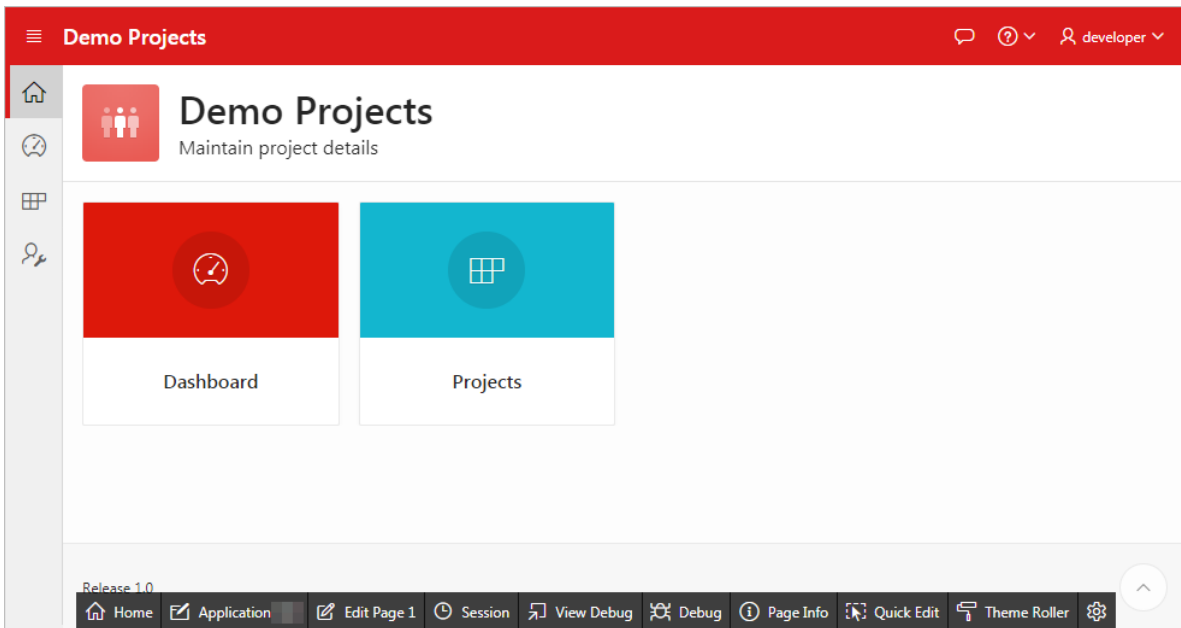 Demo Projects
developer
Demo Projects
Maintain project details
Dashboard
Projects
Release 1.0
Home Application Edit Page 1 Session View Debug Debug Page Info Quick Edit Theme Roller